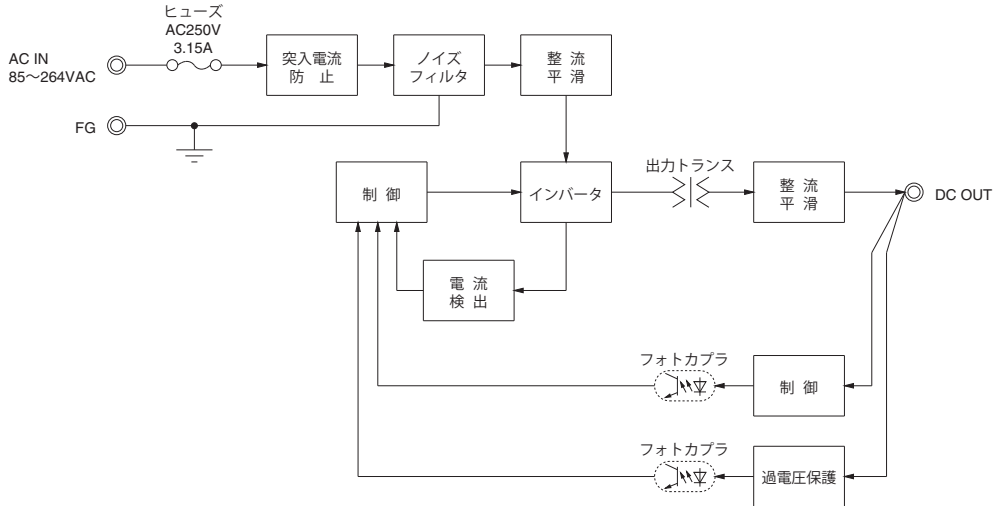 ヒューズ
AC250V
3.15A
AC IN
85〜264VAC
突入電流
防 止
ノイズ
フィルタ
整 流
平 滑
FG
制 御
インバータ
出力トランス
整 流
平 滑
DC OUT
電 流
検 出
フォトカプラ
制 御
フォトカプラ
過電圧保護